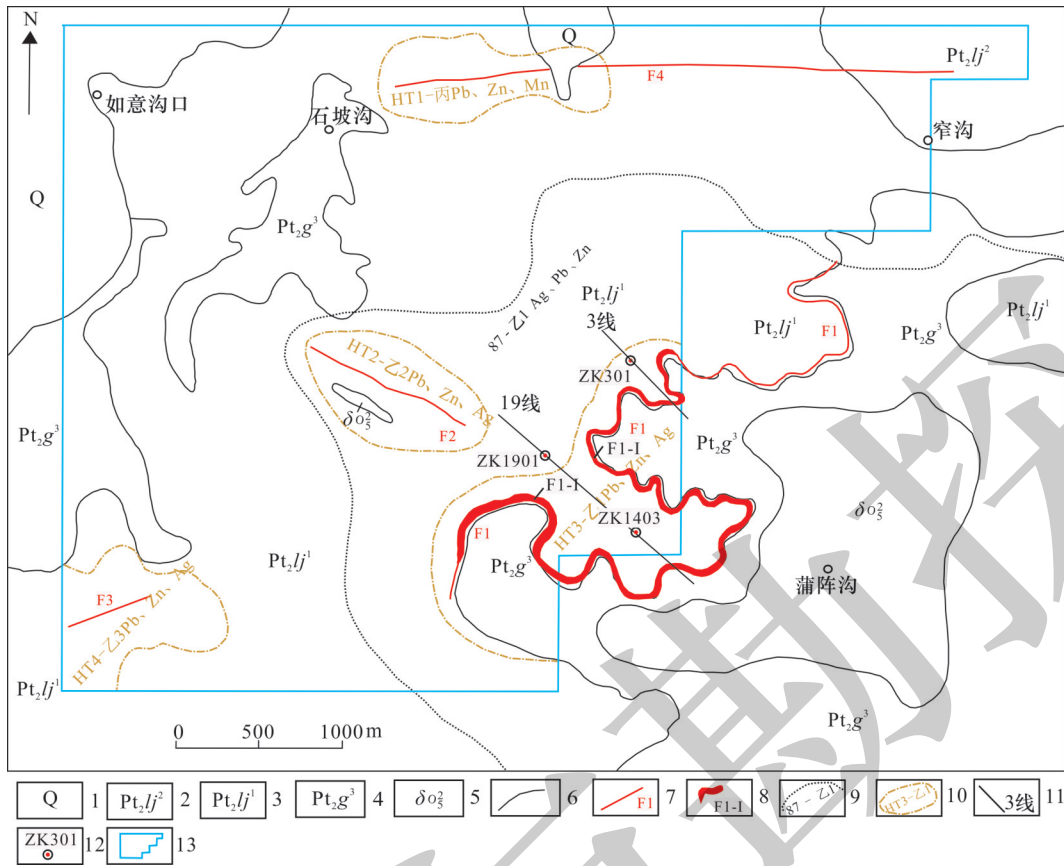 N
Q
Pt₂lj²
F4
HT1-丙Pb、Zn、Mn
如意沟口
石坡沟
窄沟
Q
Pt₂g³
87-乙1 Ag、Pb、Zn
Pt₂lj¹
3线
Pt₂lj¹
F1
Pt₂g³
Pt₂lj¹
ZK301
HT2-乙2Pb、Zn、Ag
δο₅²
F2
19线
F1
F1-I
Pt₂g³
Pt₂g³
ZK1901
F1-I
HT3-乙1Pb、Zn、Ag
ZK1403
δο₅²
F1
Pt₂lj¹
Pt₂g³
蒲阵沟
F3
HT4-乙3Pb、Zn、Ag
Pt₂lj¹
Pt₂g³
0 500 1000m
Q 1 Pt₂lj² 2 Pt₂lj¹ 3 Pt₂g³ 4 δο₅² 5 6 F1 7 F1-I 8 87-乙1 9 HT3-乙1 10 3线 11
ZK301 12 13